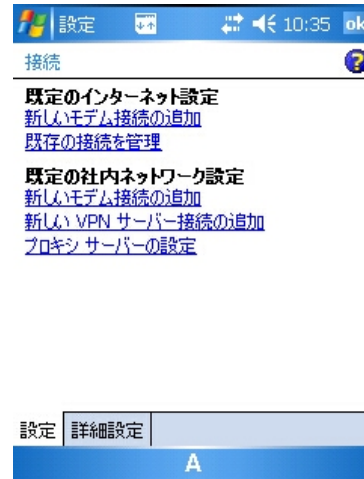 設定 10:35 ok
接続
既定のインターネット設定
新しいモデム接続の追加
既存の接続を管理
既定の社内ネットワーク設定
新しいモデム接続の追加
新しい VPN サーバー接続の追加
プロキシ サーバーの設定
設定 詳細設定
A